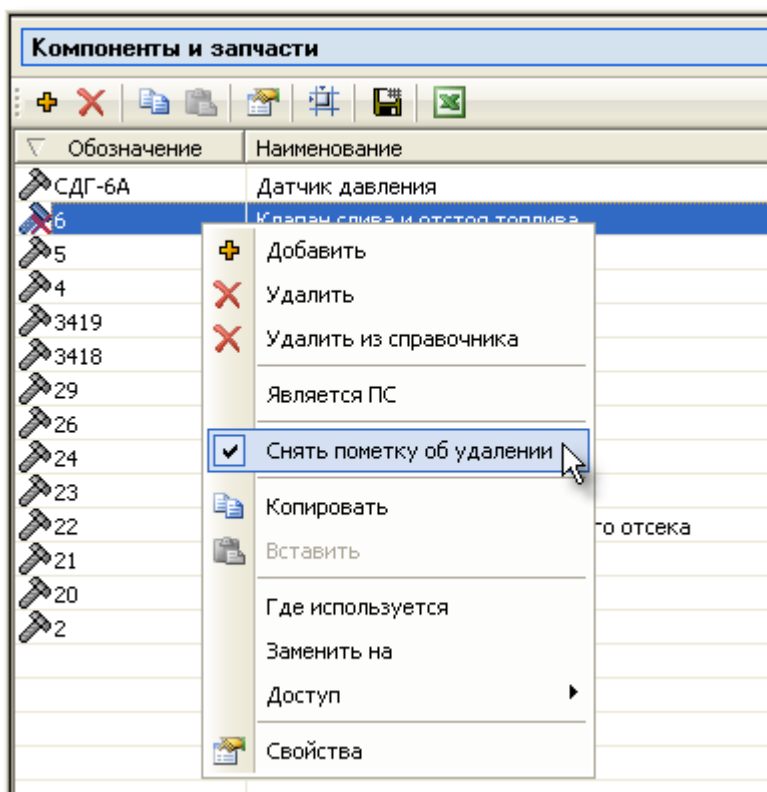 Компоненты и запчасти
Обозначение Наименование
СДГ-6А Датчик давления
6 Клапан слива и отстоя топлива
5
4
3419
3418
29
26
24
23
22 го отсека
21
20
2
Добавить
Удалить
Удалить из справочника
Является ПС
Снять пометку об удалении
Копировать
Вставить
Где используется
Заменить на
Доступ
Свойства